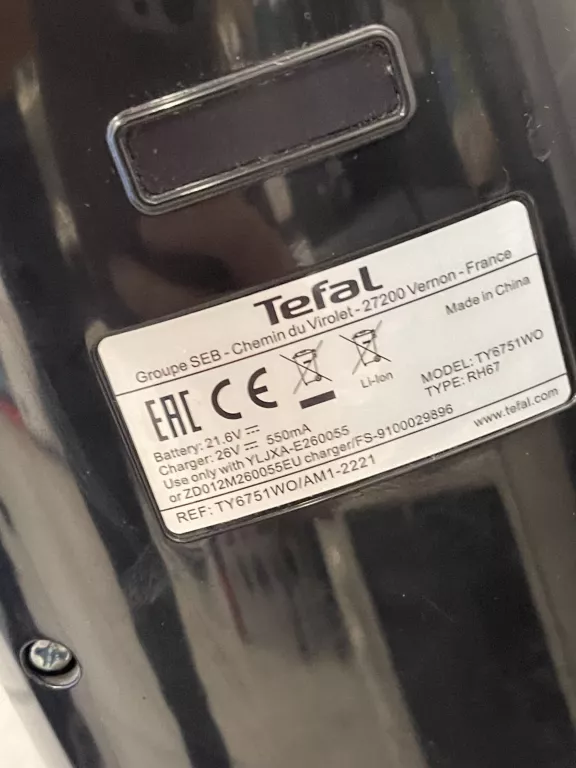 Tefal
Groupe SEB - Chemin du Virolet - 27200 Vernon - France
Made in China
EAC CE
Li-Ion
MODEL: TY6751WO
TYPE: RH67
Battery: 21.6V
Charger: 26V 550mA
Use only with YLJXA-E260055
or ZD012M260055EU charger/FS-9100029896
www.tefal.com
REF: TY6751WO/AM1-2221